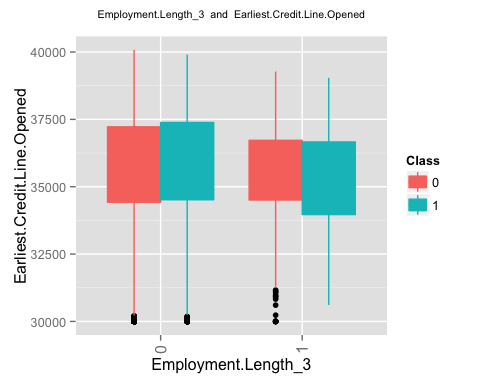 Employment.Length_3 and Earliest.Credit.Line.Opened
40000
37500
35000
32500
30000
Earliest.Credit.Line.Opened
0
1
Employment.Length_3
Class
0
1